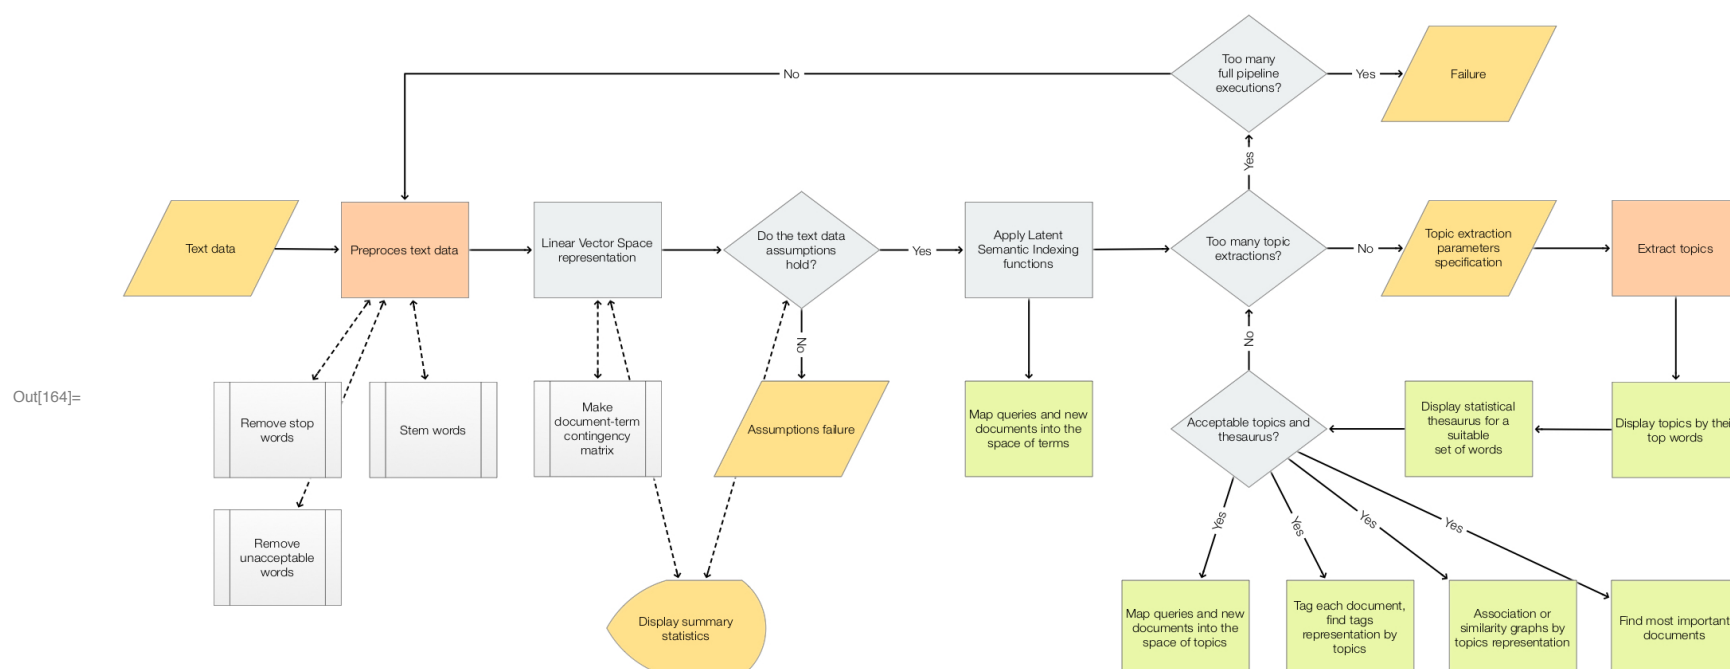 Too many
full pipeline
executions?
No
Yes
Failure
Yes
Text data
Preproces text data
Linear Vector Space
representation
Do the text data
assumptions
hold?
Yes
Apply Latent
Semantic Indexing
functions
Too many topic
extractions?
No
Topic extraction
parameters
specification
Extract topics
No
No
Out[164]=
Remove stop
words
Stem words
Make
document-term
contingency
matrix
Assumptions failure
Map queries and new
documents into the
space of terms
Acceptable topics and
thesaurus?
Display statistical
thesaurus for a
suitable
set of words
Display topics by thei
top words
Remove
unacceptable
words
Yes
Yes
Yes
Yes
Display summary
statistics
Map queries and new
documents into the
space of topics
Tag each document,
find tags
representation by
topics
Association or
similarity graphs by
topics representation
Find most important
documents